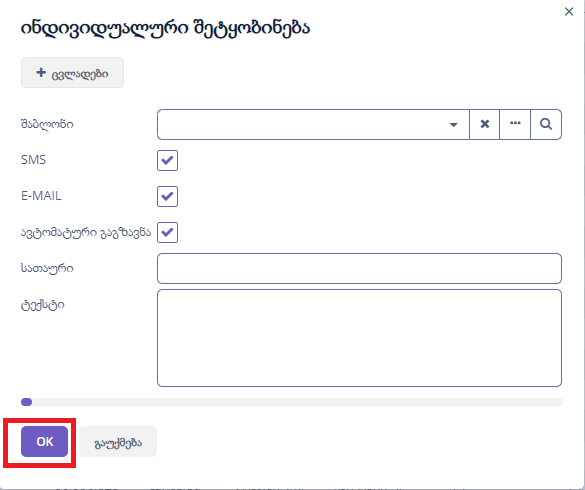 ინდივიდუალური შეტყობინება
ცვლადები
შაბლონი
SMS
E-MAIL
ავტომატური გაგზავნა
სათაური
ტექსტი
OK
გაუქმება